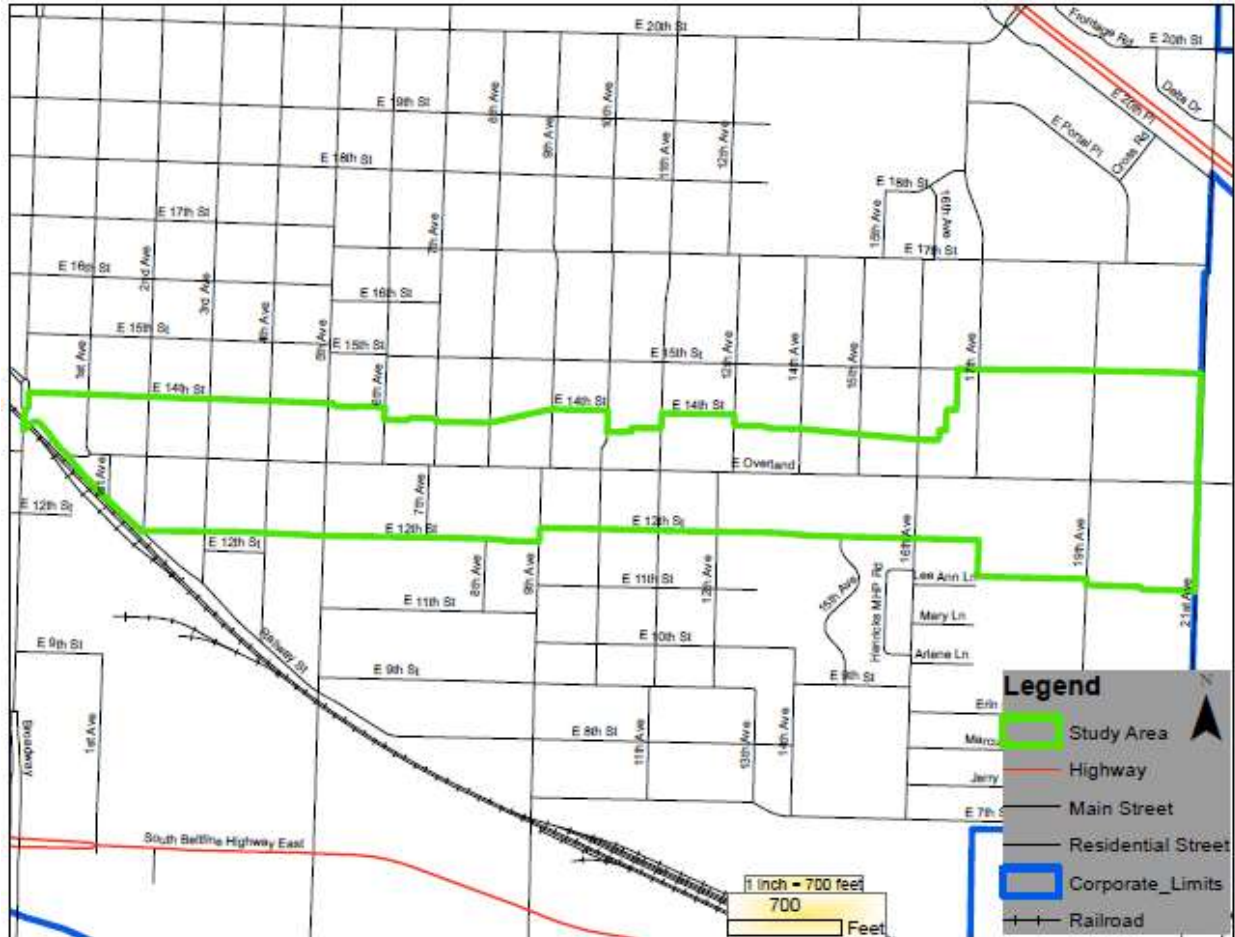 E 20th St
Frontage Rd
E 20th St
Delta Dr
E 20th Pl
E Portal Pl
Cross Rd
E 19th St
8th Ave
10th Ave
9th Ave
11th Ave
12th Ave
E 18th St
E 18th St
15th Ave
16th Ave
E 17th St
7th Ave
E 17th St
E 16th St
2nd Ave
3rd Ave
E 16th St
4th Ave
5th Ave
E 15th St
E 15th St
E 15th St
1st Ave
12th Ave
14th Ave
15th Ave
17th Ave
6th Ave
E 14th St
E 14th St
E 14th St
E Overland
1st Ave
7th Ave
E 12th St
E 12th St
E 12th St
E 12th St
8th Ave
9th Ave
16th Ave
19th Ave
E 11th St
12th Ave
15th Ave
Henricks MHP Rd
Lee Ann Ln
21st Ave
E 11th St
Mary Ln
E 10th St
Arlene Ln
E 9th St
Railway St
E 9th St
E 9th St
Erin
Broadway
1st Ave
E 8th St
11th Ave
13th Ave
14th Ave
Jerry
E 7th S
South Beltline Highway East
Legend
N
Study Area
Highway
Main Street
Residential Street
Corporate_Limits
Railroad
1 inch = 700 feet
700
Feet